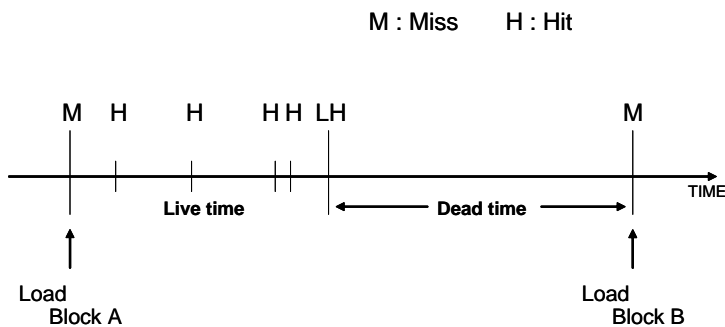 M : Miss H : Hit
M H H H H LH M
TIME
Live time Dead time
Load Load
Block A Block B